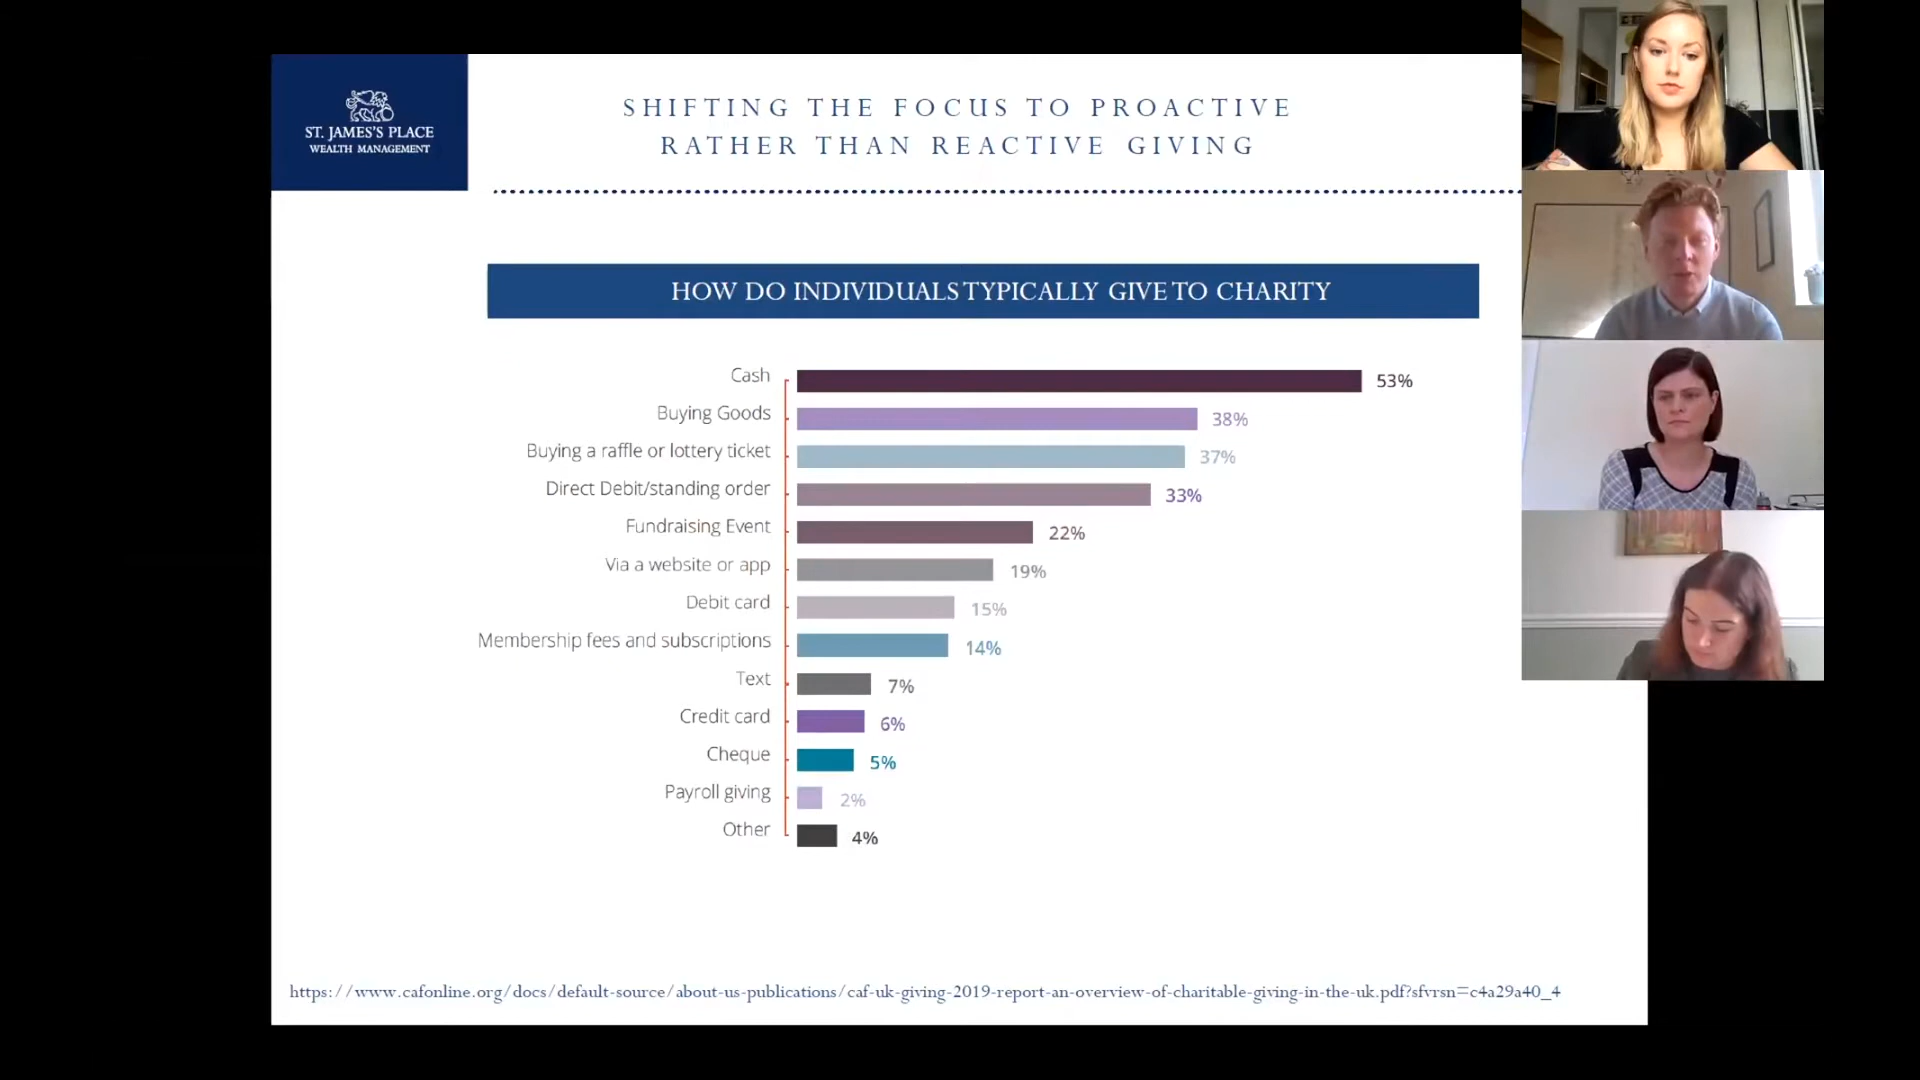 ST. JAMES'S PLACE
WEALTH MANAGEMENT
SHIFTING THE FOCUS TO PROACTIVE
RATHER THAN REACTIVE GIVING
HOW DO INDIVIDUALS TYPICALLY GIVE TO CHARITY
Cash 53%
Buying Goods 38%
Buying a raffle or lottery ticket 37%
Direct Debit/standing order 33%
Fundraising Event 22%
Via a website or app 19%
Debit card 15%
Membership fees and subscriptions 14%
Text 7%
Credit card 6%
Cheque 5%
Payroll giving 2%
Other 4%
https://www.cafonline.org/docs/default-source/about-us-publications/caf-uk-giving-2019-report-an-overview-of-charitable-giving-in-the-uk.pdf?sfvrsn=c4a29a40_4